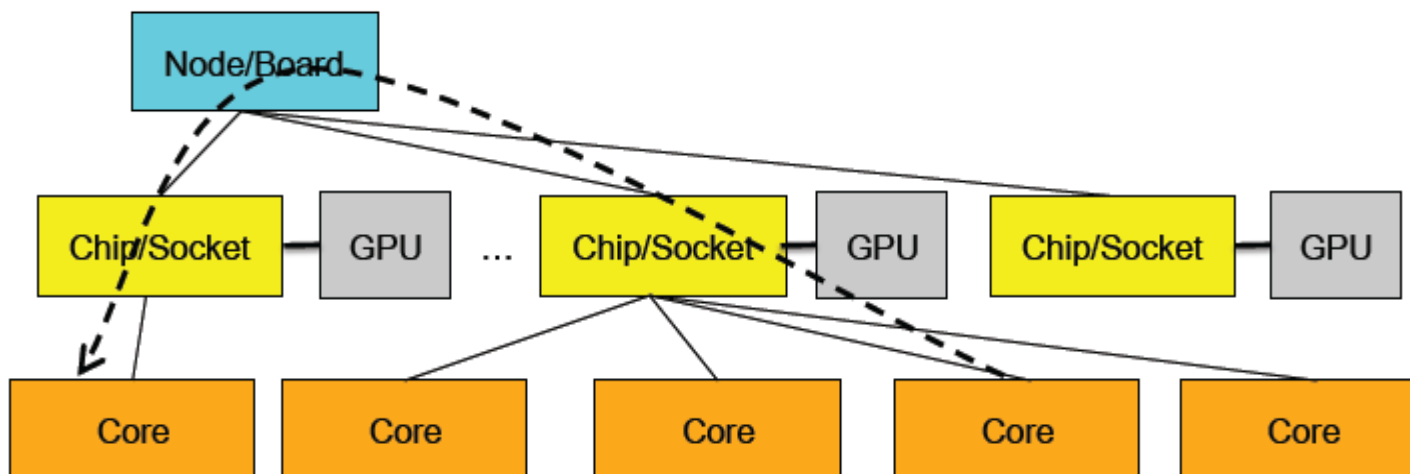 Node/Board
Chip/Socket
GPU
...
Chip/Socket
GPU
Chip/Socket
GPU
Core
Core
Core
Core
Core